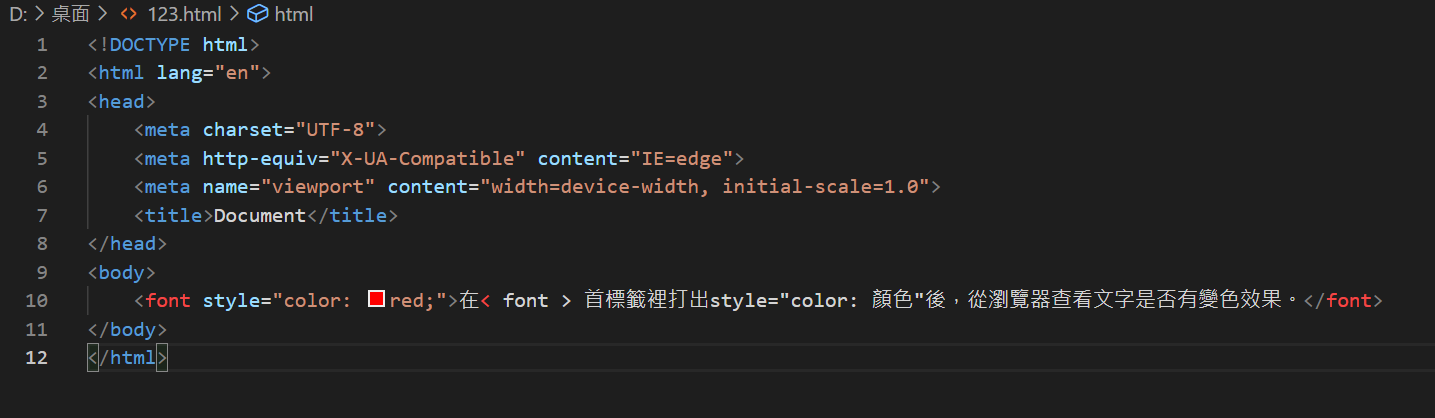 D: > 桌面 > <> 123.html > html
1 <!DOCTYPE html>
2 <html lang="en">
3 <head>
4     <meta charset="UTF-8">
5     <meta http-equiv="X-UA-Compatible" content="IE=edge">
6     <meta name="viewport" content="width=device-width, initial-scale=1.0">
7     <title>Document</title>
8 </head>
9 <body>
10     <font style="color: red;">在< font > 首標籤裡打出style="color: 顏色"後，從瀏覽器查看文字是否有變色效果。</font>
11 </body>
12 </html>